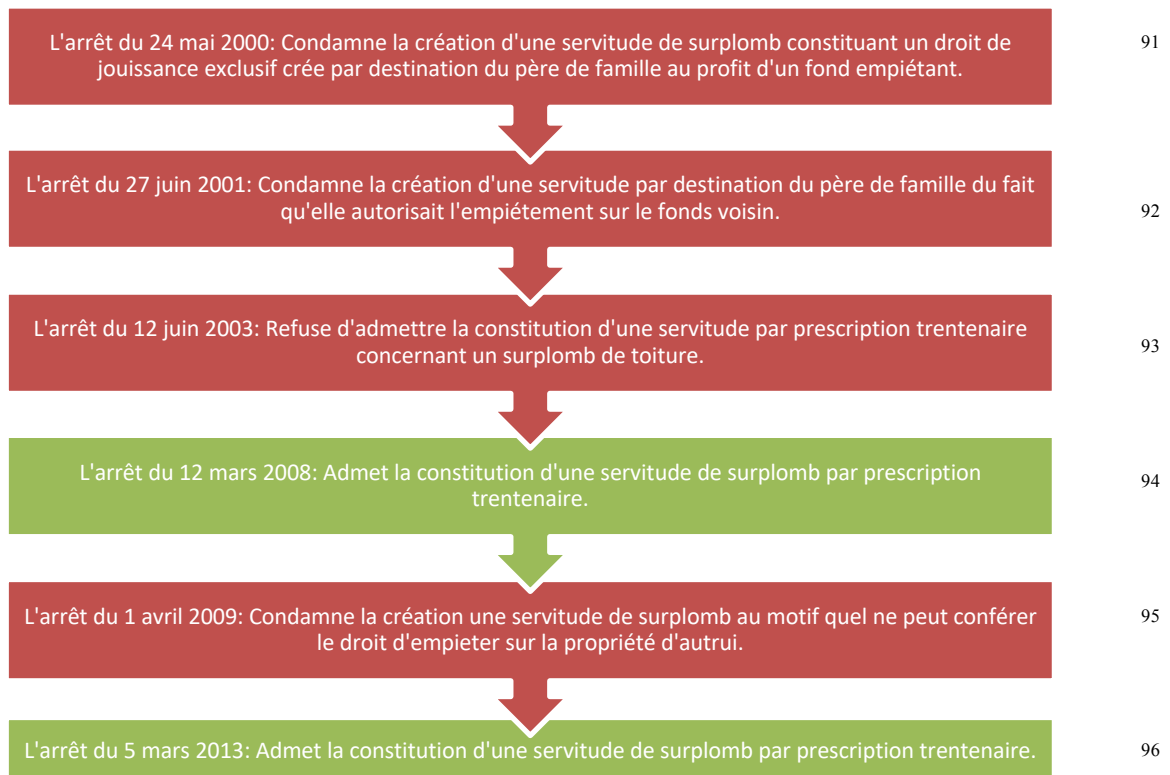 L'arrêt du 24 mai 2000: Condamne la création d'une servitude de surplomb constituant un droit de
jouissance exclusif crée par destination du père de famille au profit d'un fond empiétant.
91
L'arrêt du 27 juin 2001: Condamne la création d'une servitude par destination du père de famille du fait
qu'elle autorisait l'empiétement sur le fonds voisin.
92
L'arrêt du 12 juin 2003: Refuse d'admettre la constitution d'une servitude par prescription trentenaire
concernant un surplomb de toiture.
93
L'arrêt du 12 mars 2008: Admet la constitution d'une servitude de surplomb par prescription
trentenaire.
94
L'arrêt du 1 avril 2009: Condamne la création une servitude de surplomb au motif quel ne peut conférer
le droit d'empieter sur la propriété d'autrui.
95
L'arrêt du 5 mars 2013: Admet la constitution d'une servitude de surplomb par prescription trentenaire.
96